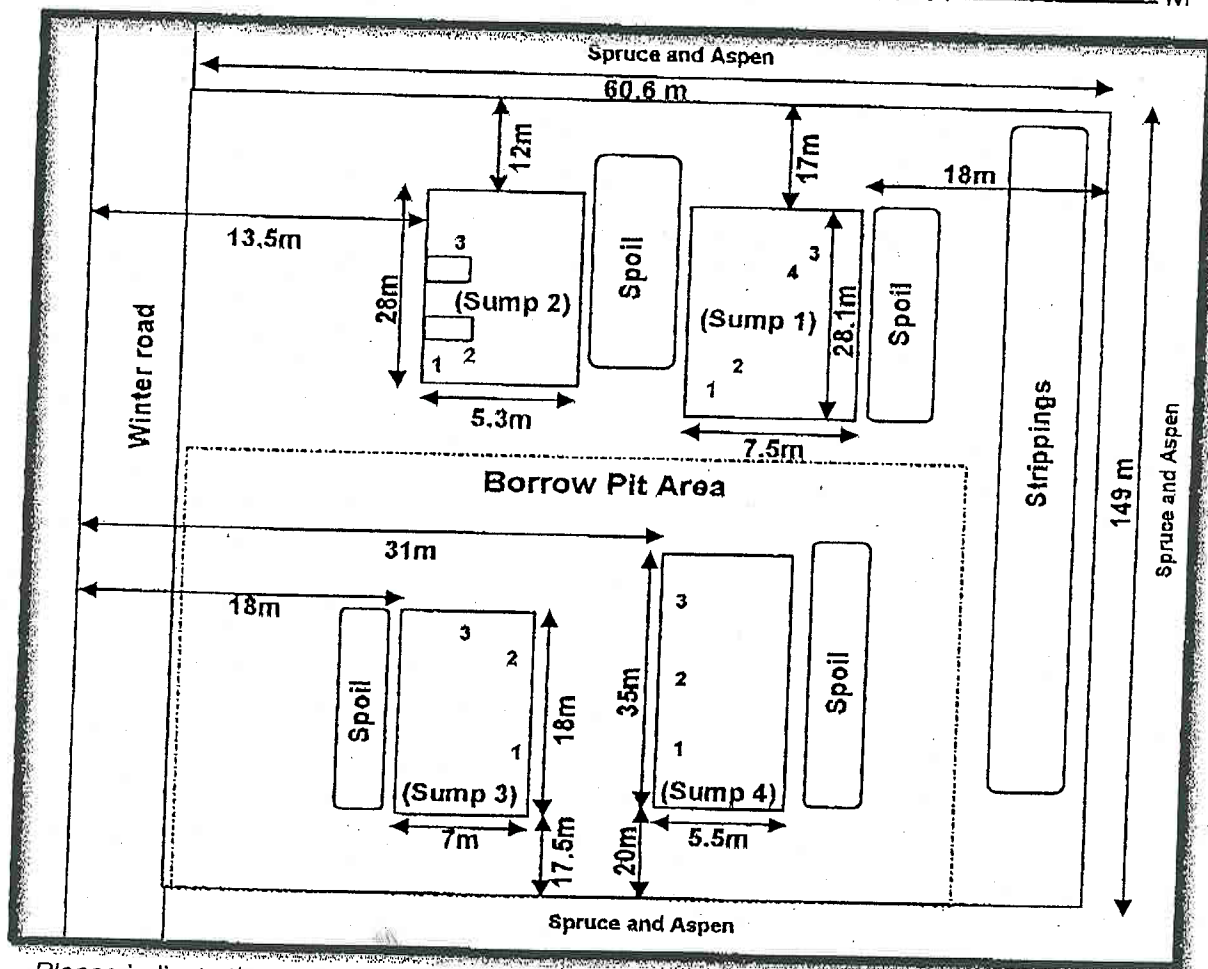 Spruce and Aspen
60.6 m
12m
17m
18m
13.5m
3
Spoil
3
4
28m
(Sump 2)
(Sump 1)
28.1m
Spoil
1 2
2
1
5.3m
7.5m
Winter road
Strippings
149 m
Spruce and Aspen
Borrow Pit Area
31m
18m
3
2
1
Spoil
18m
(Sump 3)
7m
17.5m
3
2
1
35m
(Sump 4)
5.5m
20m
Spoil
Spruce and Aspen